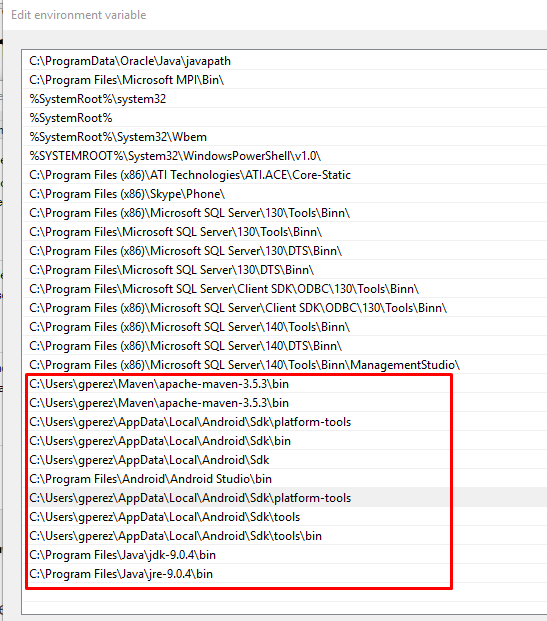 Edit environment variable
C:\ProgramData\Oracle\Java\javapath
C:\Program Files\Microsoft MPI\Bin\
%SystemRoot%\system32
%SystemRoot%
%SystemRoot%\System32\Wbem
%SYSTEMROOT%\System32\WindowsPowerShell\v1.0\
C:\Program Files (x86)\ATI Technologies\ATI.ACE\Core-Static
C:\Program Files (x86)\Skype\Phone\
C:\Program Files (x86)\Microsoft SQL Server\130\Tools\Binn\
C:\Program Files\Microsoft SQL Server\130\Tools\Binn\
C:\Program Files (x86)\Microsoft SQL Server\130\DTS\Binn\
C:\Program Files\Microsoft SQL Server\130\DTS\Binn\
C:\Program Files\Microsoft SQL Server\Client SDK\ODBC\130\Tools\Binn\
C:\Program Files (x86)\Microsoft SQL Server\Client SDK\ODBC\130\Tools\Binn\
C:\Program Files (x86)\Microsoft SQL Server\140\Tools\Binn\
C:\Program Files (x86)\Microsoft SQL Server\140\DTS\Binn\
C:\Program Files (x86)\Microsoft SQL Server\140\Tools\Binn\ManagementStudio\
C:\Users\gperez\Maven\apache-maven-3.5.3\bin
C:\Users\gperez\Maven\apache-maven-3.5.3\bin
C:\Users\gperez\AppData\Local\Android\Sdk\platform-tools
C:\Users\gperez\AppData\Local\Android\Sdk\bin
C:\Users\gperez\AppData\Local\Android\Sdk
C:\Program Files\Android\Android Studio\bin
C:\Users\gperez\AppData\Local\Android\Sdk\platform-tools
C:\Users\gperez\AppData\Local\Android\Sdk\tools
C:\Users\gperez\AppData\Local\Android\Sdk\tools\bin
C:\Program Files\Java\jdk-9.0.4\bin
C:\Program Files\Java\jre-9.0.4\bin